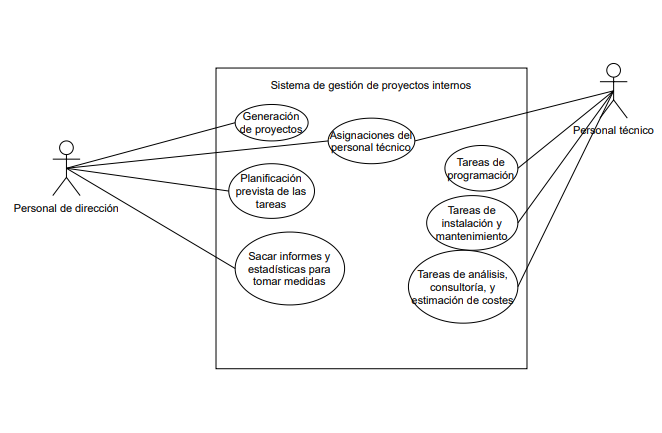 Sistema de gestión de proyectos internos
Generación
de proyectos
Asignaciones del
personal técnico
Personal técnico
Tareas de
programación
Planificación
prevista de las
tareas
Personal de dirección
Tareas de
instalación y
mantenimiento
Sacar informes y
estadísticas para
tomar medidas
Tareas de análisis,
consultoría, y
estimación de costes